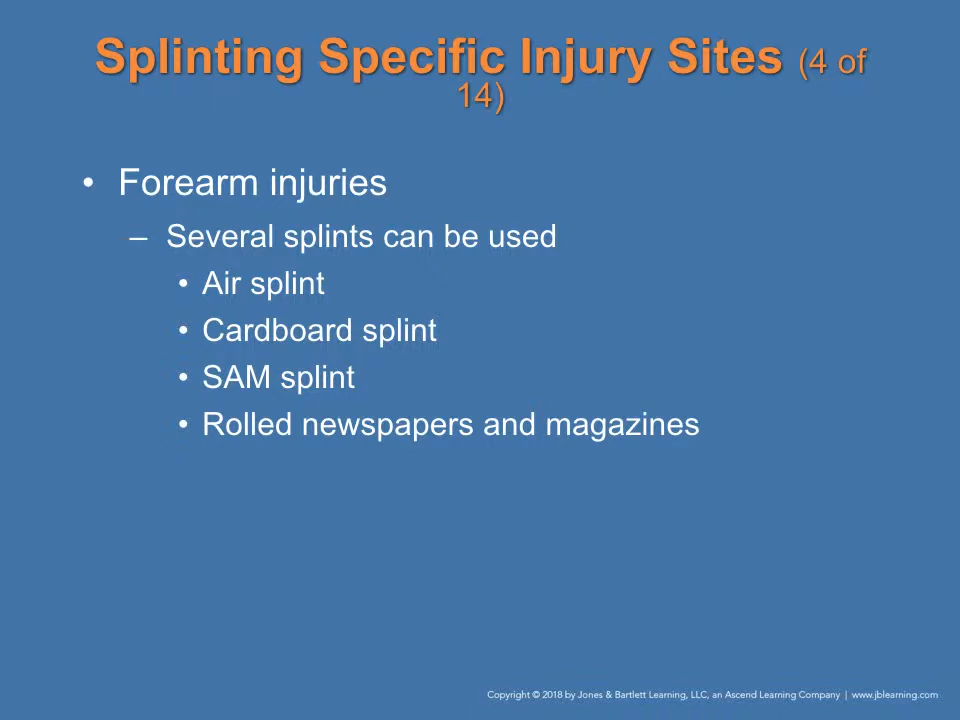 Splinting Specific Injury Sites (4 of
14)
• Forearm injuries
– Several splints can be used
• Air splint
• Cardboard splint
• SAM splint
• Rolled newspapers and magazines
Copyright © 2018 by Jones & Bartlett Learning, LLC, an Ascend Learning Company | www.jblearning.com